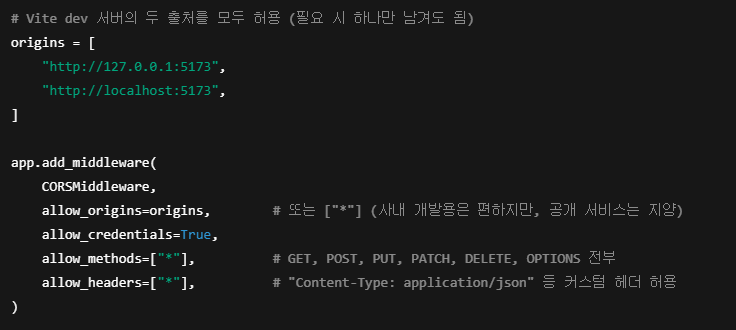 # Vite dev 서버의 두 출처를 모두 허용 (필요 시 하나만 남겨도 됨)
origins = [
    "http://127.0.0.1:5173",
    "http://localhost:5173",
]

app.add_middleware(
    CORSMiddleware,
    allow_origins=origins,        # 또는 ["*"] (사내 개발용은 편하지만, 공개 서비스는 지양)
    allow_credentials=True,
    allow_methods=["*"],          # GET, POST, PUT, PATCH, DELETE, OPTIONS 전부
    allow_headers=["*"],          # "Content-Type: application/json" 등 커스텀 헤더 허용
)